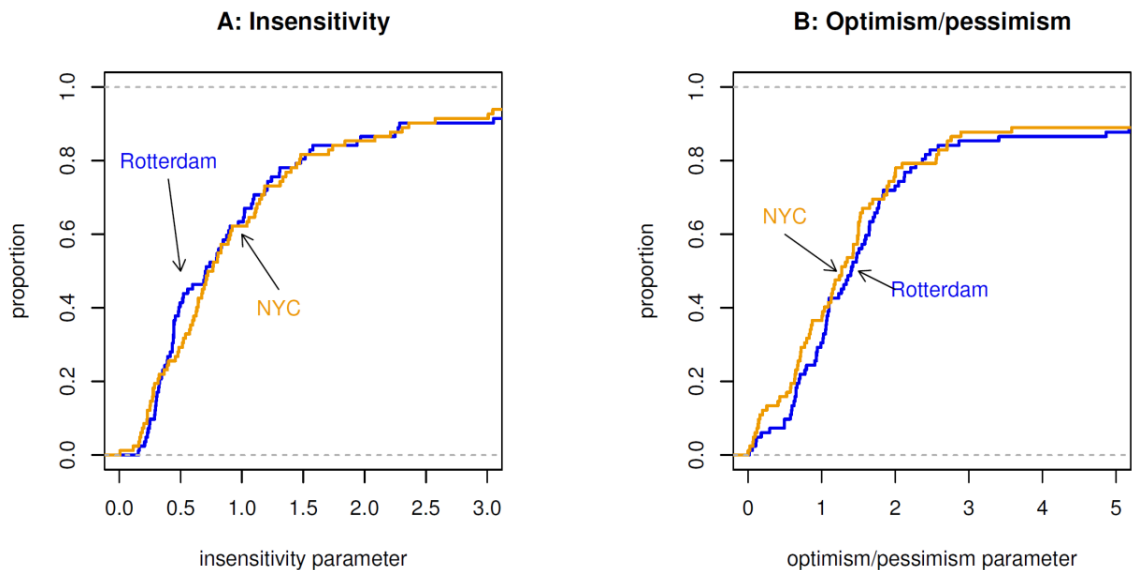 A: Insensitivity
proportion
1.0
0.8
0.6
0.4
0.2
0.0
Rotterdam
NYC
0.0 0.5 1.0 1.5 2.0 2.5 3.0
insensitivity parameter
B: Optimism/pessimism
proportion
1.0
0.8
0.6
0.4
0.2
0.0
NYC
Rotterdam
0 1 2 3 4 5
optimism/pessimism parameter